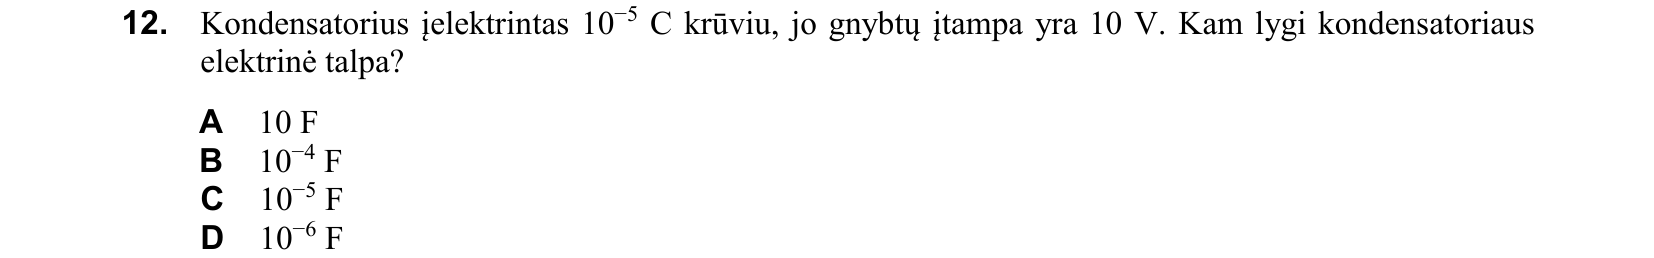 12. Kondensatorius įelektrintas 10⁻⁵ C krūviu, jo gnybtų įtampa yra 10 V. Kam lygi kondensatoriaus
elektrinė talpa?
A 10 F
B 10⁻⁴ F
C 10⁻⁵ F
D 10⁻⁶ F